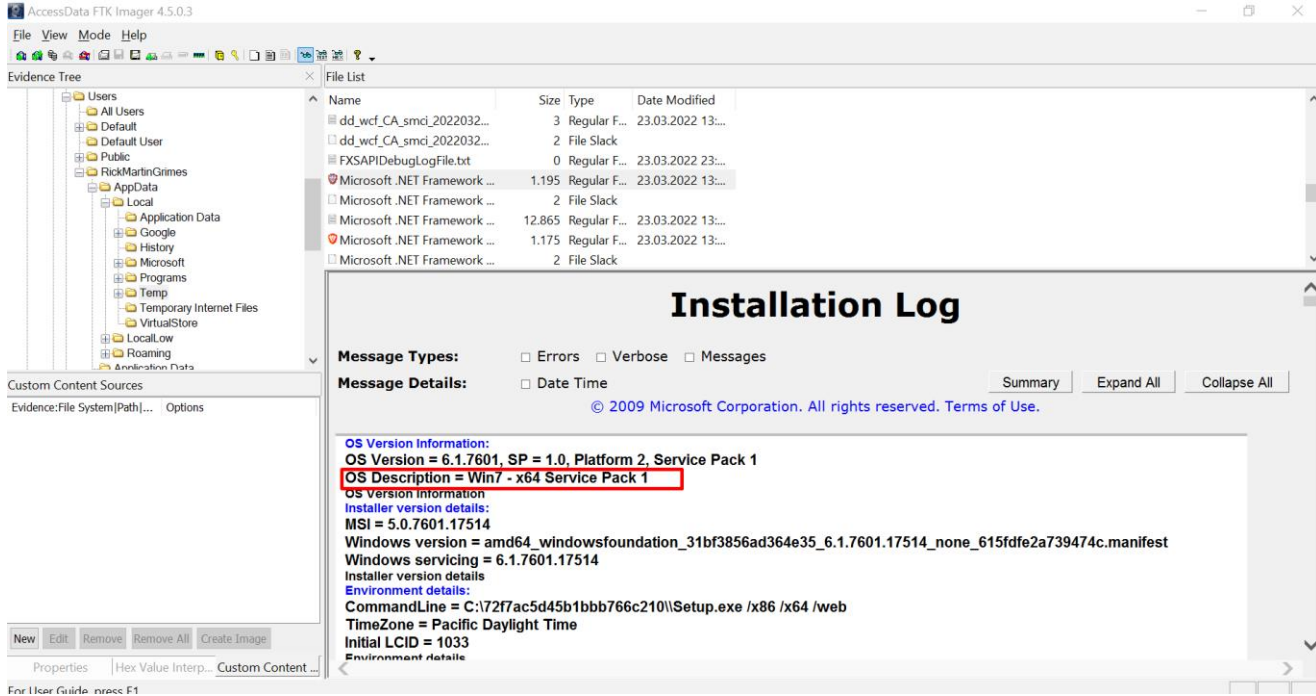 AccessData FTK Imager 4.5.0.3
File View Mode Help
Evidence Tree
Users
All Users
Default
Default User
Public
RickMartinGrimes
AppData
Local
Application Data
Google
History
Microsoft
Programs
Temp
Temporary Internet Files
VirtualStore
LocalLow
Roaming
Application Data
Custom Content Sources
Evidence:File System|Path|... Options
New Edit Remove Remove All Create Image
Properties Hex Value Interp... Custom Content ...
For User Guide, press F1
File List
Name Size Type Date Modified
dd_wcf_CA_smci_2022032... 3 Regular F... 23.03.2022 13:...
dd_wcf_CA_smci_2022032... 2 File Slack
FXSAPIDebugLogFile.txt 0 Regular F... 23.03.2022 23:...
Microsoft .NET Framework ... 1.195 Regular F... 23.03.2022 13:...
Microsoft .NET Framework ... 2 File Slack
Microsoft .NET Framework ... 12.865 Regular F... 23.03.2022 13:...
Microsoft .NET Framework ... 1.175 Regular F... 23.03.2022 13:...
Microsoft .NET Framework ... 2 File Slack
Installation Log
Message Types: Errors Verbose Messages
Message Details: Date Time
Summary Expand All Collapse All
© 2009 Microsoft Corporation. All rights reserved. Terms of Use.
OS Version Information:
OS Version = 6.1.7601, SP = 1.0, Platform 2, Service Pack 1
OS Description = Win7 - x64 Service Pack 1
OS Version Information
Installer version details:
MSI = 5.0.7601.17514
Windows version = amd64_windowsfoundation_31bf3856ad364e35_6.1.7601.17514_none_615fdfe2a739474c.manifest
Windows servicing = 6.1.7601.17514
Installer version details
Environment details:
CommandLine = C:\72f7ac5d45b1bbb766c210\\Setup.exe /x86 /x64 /web
TimeZone = Pacific Daylight Time
Initial LCID = 1033
Environment details